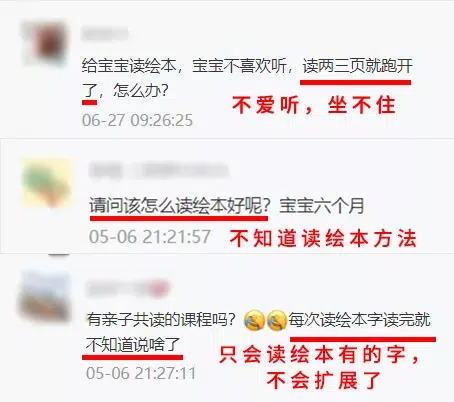 给宝宝读绘本，宝宝不喜欢听，读两三页就跑开
了，怎么办？
不爱听，坐不住
06-27 09:26:25
请问该怎么读绘本好呢？宝宝六个月
05-06 21:21:57
不知道读绘本方法
有亲子共读的课程吗？每次读绘本字读完就
不知道说啥了
只会读绘本有的字，
不会扩展了
05-06 21:27:11